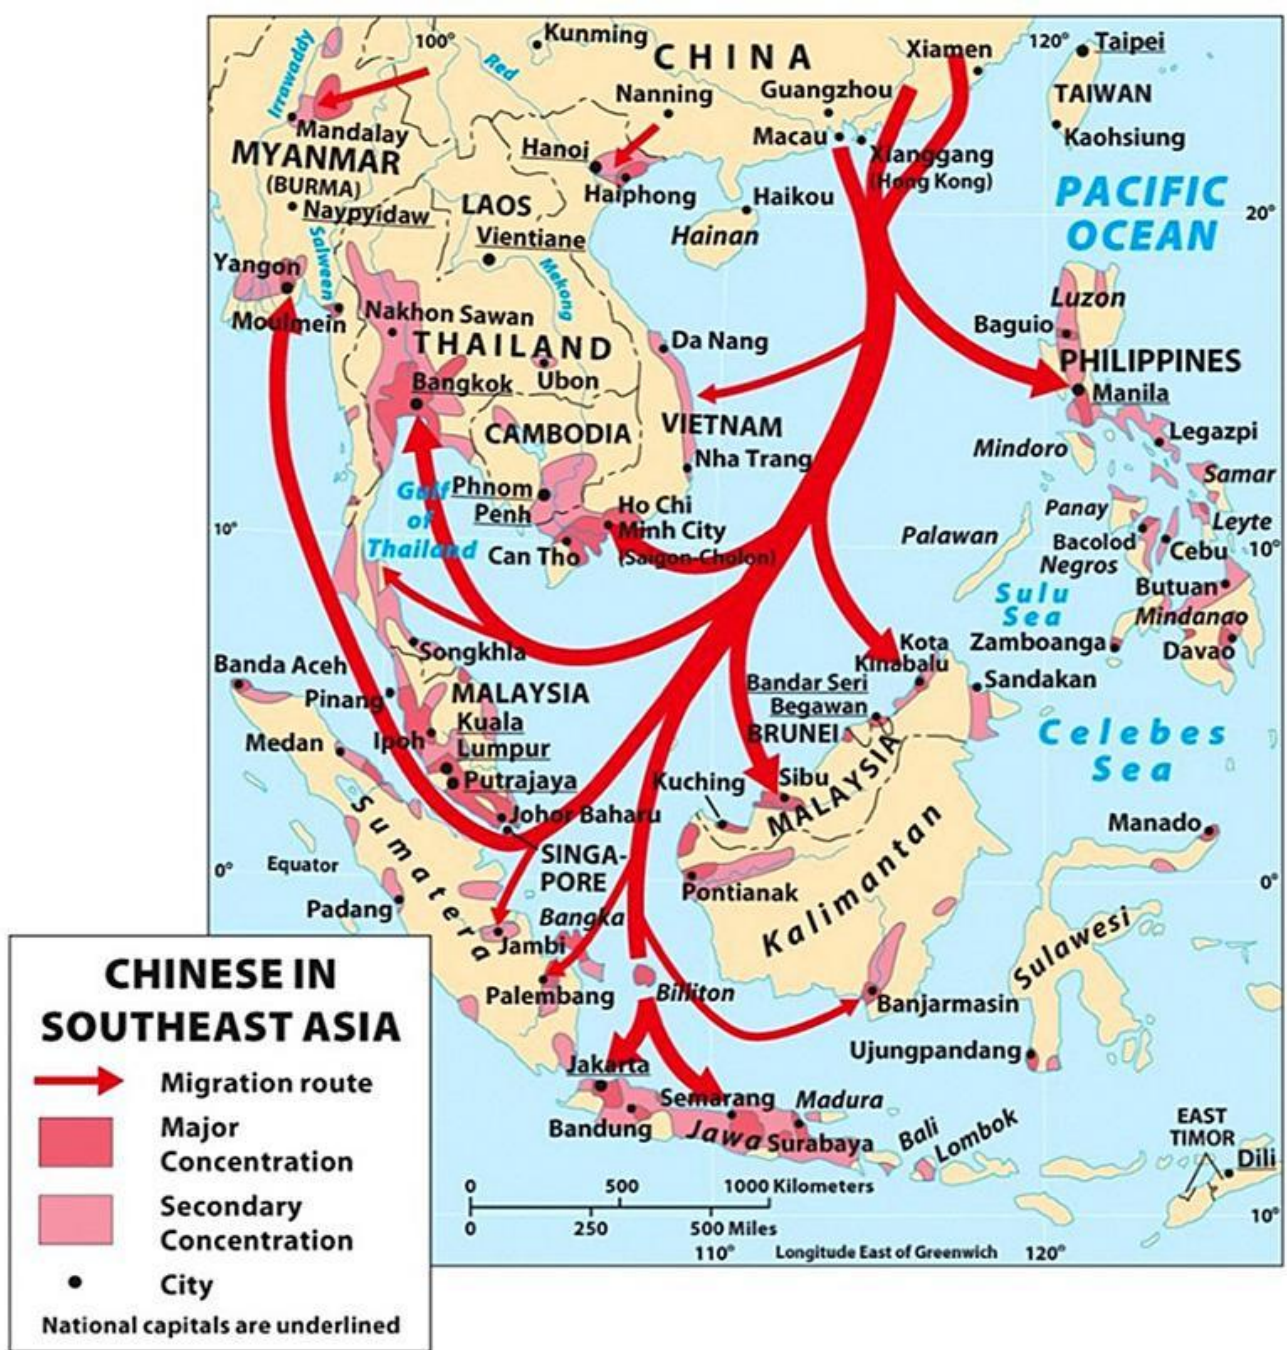 100°
Kunming
CHINA
Xiamen
120°
Taipei
Irrawaddy
Red
Nanning
Guangzhou
TAIWAN
Mandalay
Hanoi
Macau
Xianggang
(Hong Kong)
Kaohsiung
MYANMAR
(BURMA)
Haiphong
Haikou
PACIFIC
OCEAN
20°
Naypyidaw
LAOS
Vientiane
Hainan
Salween
Mekong
Yangon
Moulmein
Nakhon Sawan
Luzon
Baguio
THAILAND
Da Nang
PHILIPPINES
Bangkok
Ubon
Manila
CAMBODIA
VIETNAM
Legazpi
Mindoro
Nha Trang
Samar
Gulf
of
Thailand
Phnom
Penh
Ho Chi
Minh City
(Saigon-Cholon)
Can Tho
10°
Panay
Leyte
Palawan
Bacolod
Cebu
10°
Negros
Butuan
Sulu
Sea
Mindanao
Songkhla
Kota
Kinabalu
Zamboanga
Davao
Banda Aceh
Pinang
MALAYSIA
Bandar Seri
Begawan
Sandakan
Kuala
Lumpur
BRUNEI
Celebes
Sea
Medan
Ipoh
Putrajaya
Kuching
Sibu
MALAYSIA
Johor Baharu
Manado
Sumatera
Equator
0°
SINGA-
PORE
Pontianak
Kalimantan
0°
Padang
Bangka
Jambi
Sulawesi
Palembang
Billiton
Banjarmasin
Ujungpandang
Jakarta
Semarang
Madura
Bandung
Jawa
Surabaya
Bali
Lombok
EAST
TIMOR
Dili
0 500 1000 Kilometers
0 250 500 Miles
10°
110°
Longitude East of Greenwich
120°
CHINESE IN
SOUTHEAST ASIA
Migration route
Major
Concentration
Secondary
Concentration
City
National capitals are underlined